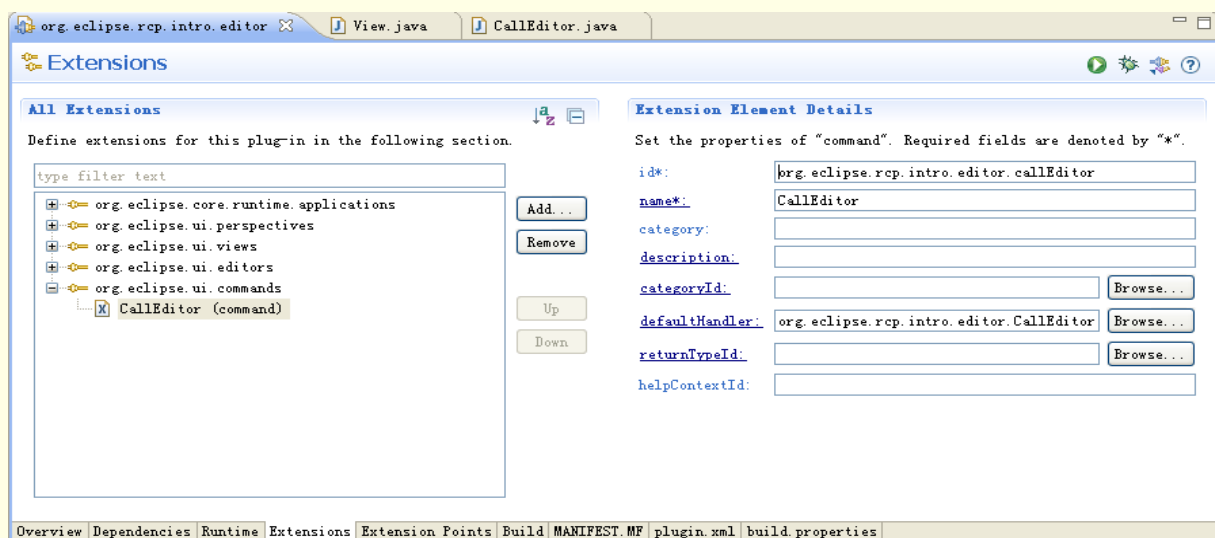 org.eclipse.rcp.intro.editor View.java CallEditor.java
Extensions
All Extensions
Define extensions for this plug-in in the following section.
type filter text
org.eclipse.core.runtime.applications
org.eclipse.ui.perspectives
org.eclipse.ui.views
org.eclipse.ui.editors
org.eclipse.ui.commands
CallEditor (command)
Add...
Remove
Up
Down
Extension Element Details
Set the properties of "command". Required fields are denoted by "*".
id*: org.eclipse.rcp.intro.editor.callEditor
name*: CallEditor
category:
description:
categoryId: Browse...
defaultHandler: org.eclipse.rcp.intro.editor.CallEditor Browse...
returnTypeId: Browse...
helpContextId:
Overview Dependencies Runtime Extensions Extension Points Build MANIFEST.MF plugin.xml build.properties